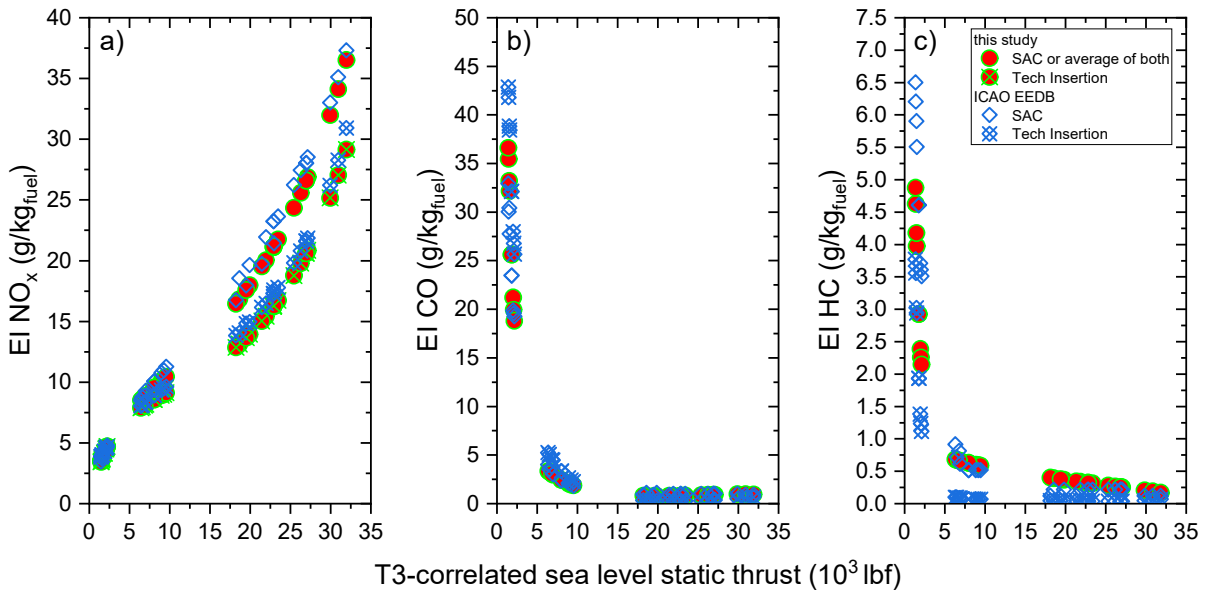 a)
EI NOx (g/kgfuel)
40
35
30
25
20
15
10
5
0
0 5 10 15 20 25 30 35
b)
EI CO (g/kgfuel)
50
45
40
35
30
25
20
15
10
5
0
0 5 10 15 20 25 30 35
c)
EI HC (g/kgfuel)
7.5
7.0
6.5
6.0
5.5
5.0
4.5
4.0
3.5
3.0
2.5
2.0
1.5
1.0
0.5
0.0
0 5 10 15 20 25 30 35
this study
SAC or average of both
Tech Insertion
ICAO EEDB
SAC
Tech Insertion
T3-correlated sea level static thrust (10³ lbf)